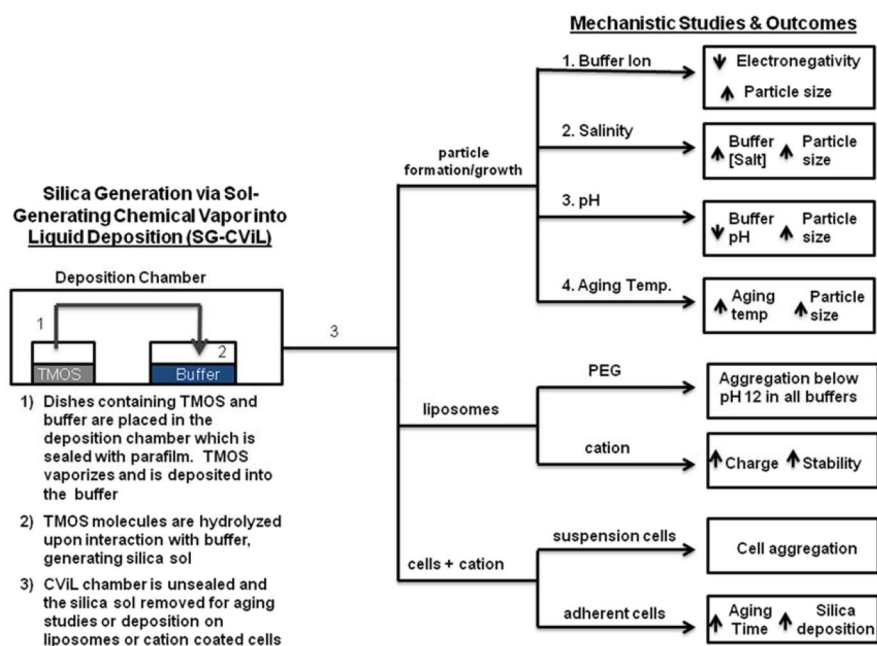 Mechanistic Studies & Outcomes
1. Buffer Ion
Electronegativity
Particle size
2. Salinity
Buffer [Salt]
Particle size
particle
formation/growth
3. pH
Buffer pH
Particle size
4. Aging Temp.
Aging temp
Particle size
Silica Generation via Sol-
Generating Chemical Vapor into
Liquid Deposition (SG-CViL)
Deposition Chamber
1
2
TMOS
Buffer
3
1) Dishes containing TMOS and
buffer are placed in the
deposition chamber which is
sealed with parafilm. TMOS
vaporizes and is deposited into
the buffer
2) TMOS molecules are hydrolyzed
upon interaction with buffer,
generating silica sol
3) CViL chamber is unsealed and
the silica sol removed for aging
studies or deposition on
liposomes or cation coated cells
liposomes
PEG
Aggregation below
pH 12 in all buffers
cation
Charge
Stability
cells + cation
suspension cells
Cell aggregation
adherent cells
Aging
Time
Silica
deposition